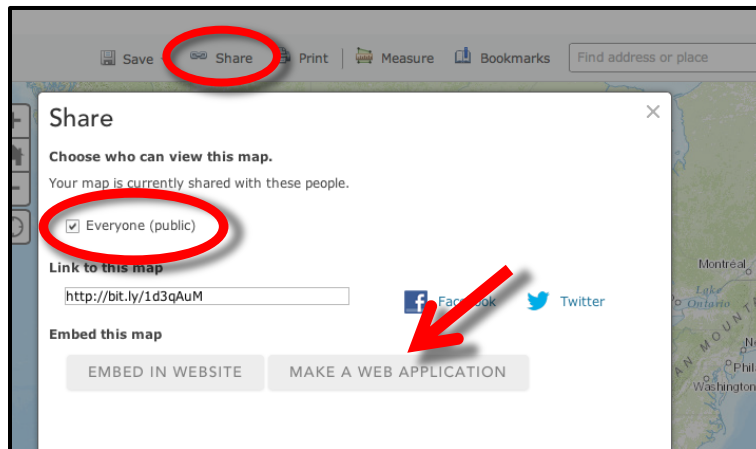 Save Share Print Measure Bookmarks Find address or place
Share
Choose who can view this map.
Your map is currently shared with these people.
Everyone (public)
Link to this map
http://bit.ly/1d3qAuM Facebook Twitter
Embed this map
EMBED IN WEBSITE MAKE A WEB APPLICATION
Montreal
Lake
Ontario
Washington